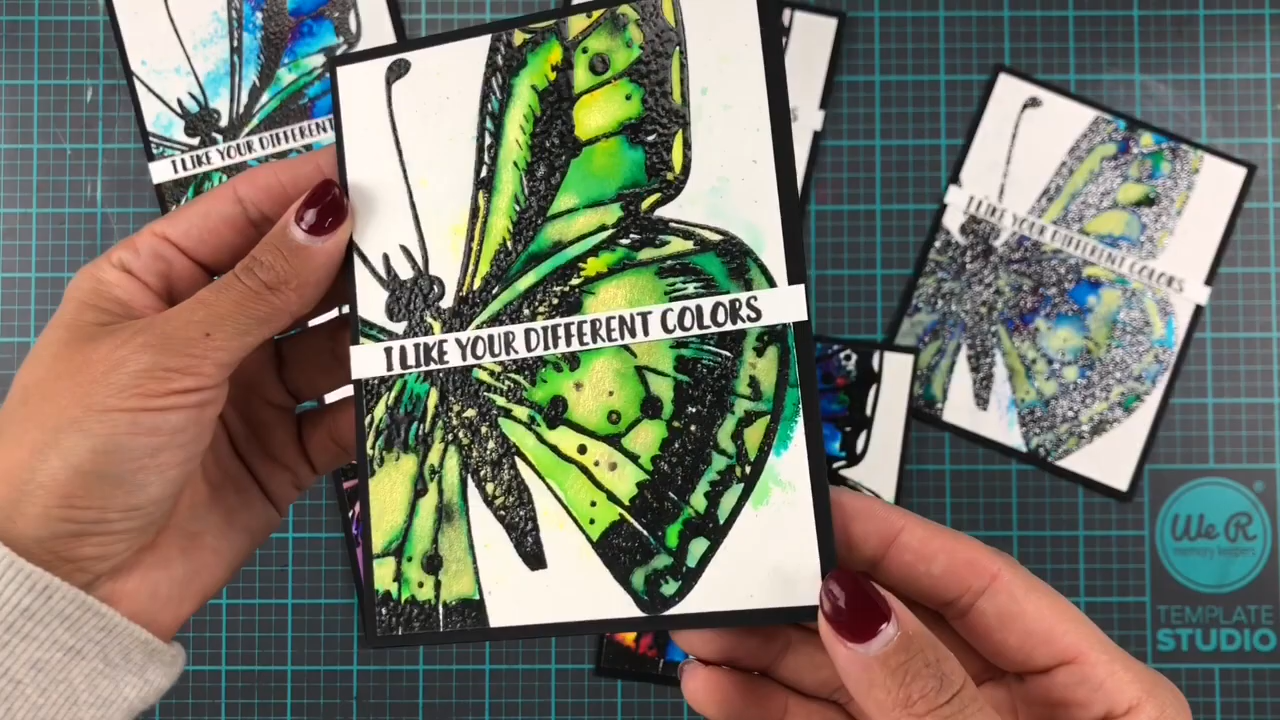 I LIKE YOUR DIFFERENT
I LIKE YOUR DIFFERENT COLORS
I LIKE YOUR DIFFERENT COLORS
We R
memory keepers
TEMPLATE
STUDIO